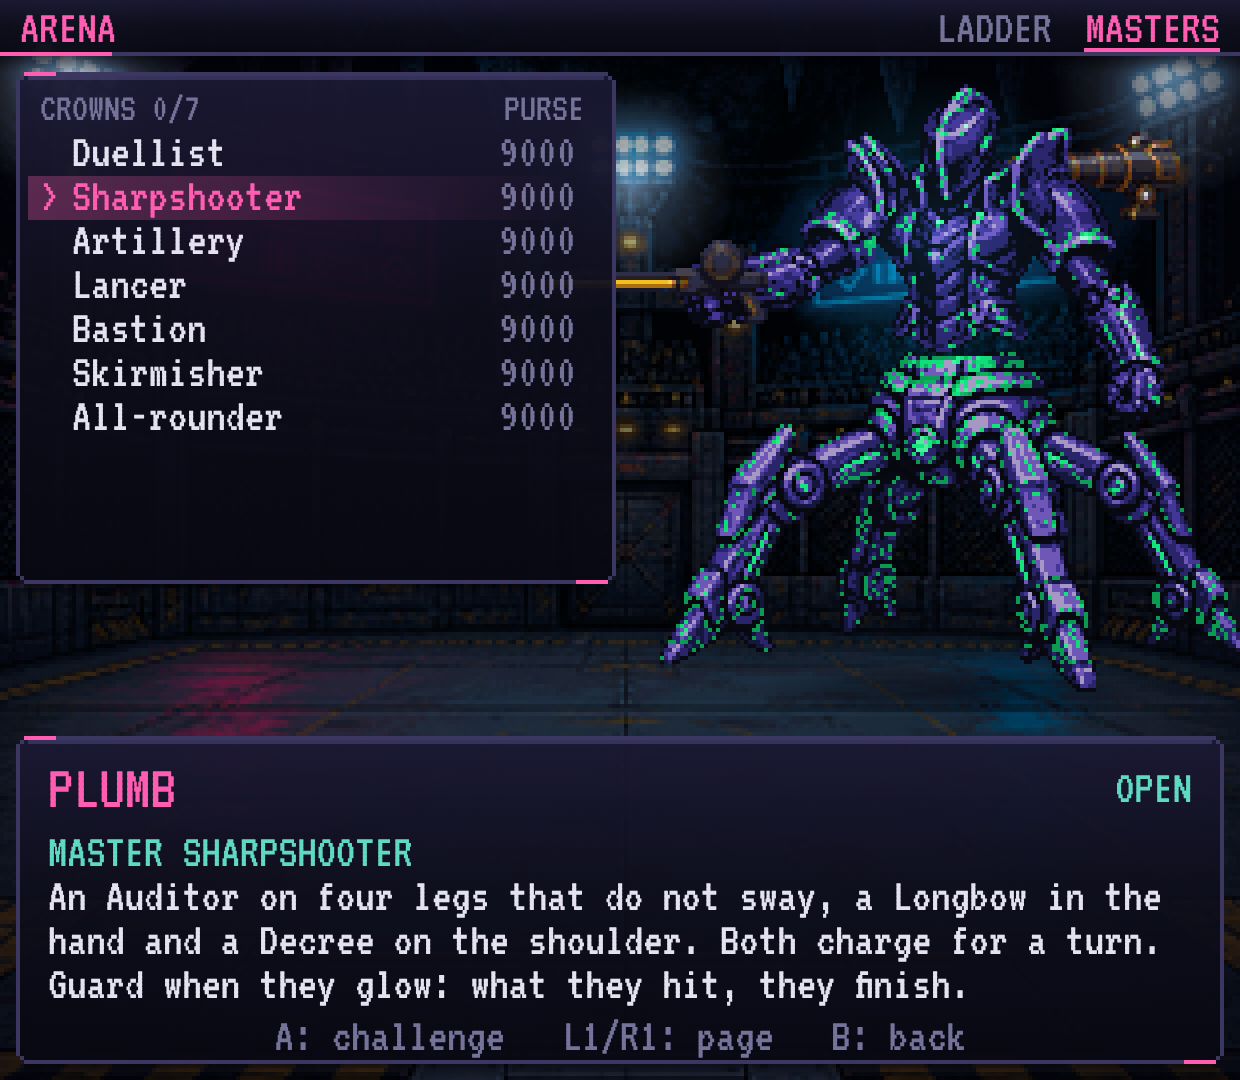 ARENA LADDER MASTERS
CROWNS 0/7 PURSE
Duellist 9000
> Sharpshooter 9000
Artillery 9000
Lancer 9000
Bastion 9000
Skirmisher 9000
All-rounder 9000
PLUMB OPEN
MASTER SHARPSHOOTER
An Auditor on four legs that do not sway, a Longbow in the
hand and a Decree on the shoulder. Both charge for a turn.
Guard when they glow: what they hit, they finish.
A: challenge L1/R1: page B: back